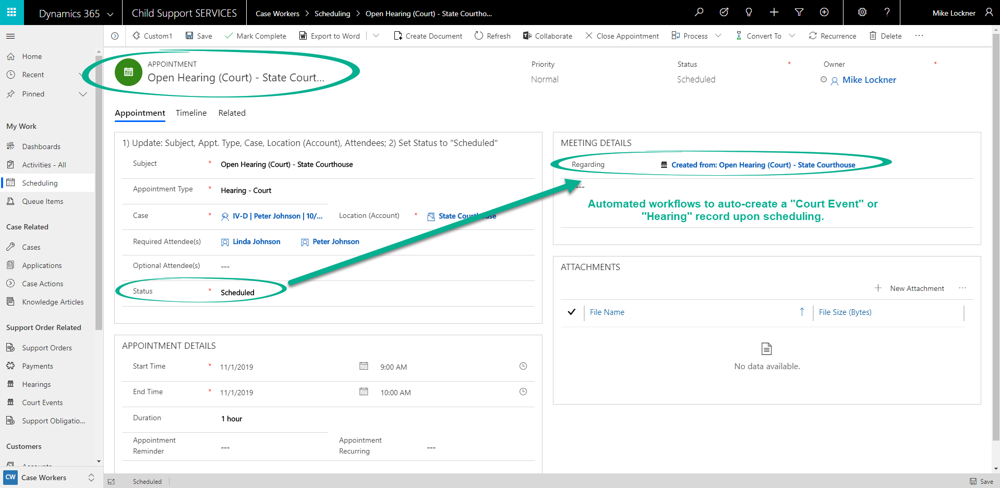 Dynamics 365
Child Support SERVICES
Case Workers > Scheduling > Open Hearing (Court) - State Courtho...
Mike Lockner
Custom1
Save
Mark Complete
Export to Word
Create Document
Refresh
Collaborate
Close Appointment
Process
Convert To
Recurrence
Delete
Home
Recent
Pinned
My Work
Dashboards
Activities - All
Scheduling
Queue Items
Case Related
Cases
Applications
Case Actions
Knowledge Articles
Support Order Related
Support Orders
Payments
Hearings
Court Events
Support Obligatio...
Customers
Accounts
CW Case Workers
APPOINTMENT
Open Hearing (Court) - State Court...
Priority
Normal
Status *
Scheduled
Owner *
Mike Lockner
Appointment
Timeline
Related
1) Update: Subject, Appt. Type, Case, Location (Account), Attendees; 2) Set Status to "Scheduled"
Subject * Open Hearing (Court) - State Courthouse
Appointment Type * Hearing - Court
Case * IV-D | Peter Johnson | 10/...
Location (Account) * State Courthouse
Required Attendee(s) Linda Johnson Peter Johnson
Optional Attendee(s) ---
Status * Scheduled
APPOINTMENT DETAILS
Start Time * 11/1/2019 9:00 AM
End Time * 11/1/2019 10:00 AM
Duration 1 hour
Appointment
Reminder ---
Appointment
Recurring ---
MEETING DETAILS
Regarding Created from: Open Hearing (Court) - State Courthouse
---
Automated workflows to auto-create a "Court Event" or
"Hearing" record upon scheduling.
ATTACHMENTS
New Attachment
File Name
File Size (Bytes)
No data available.
Scheduled
Save